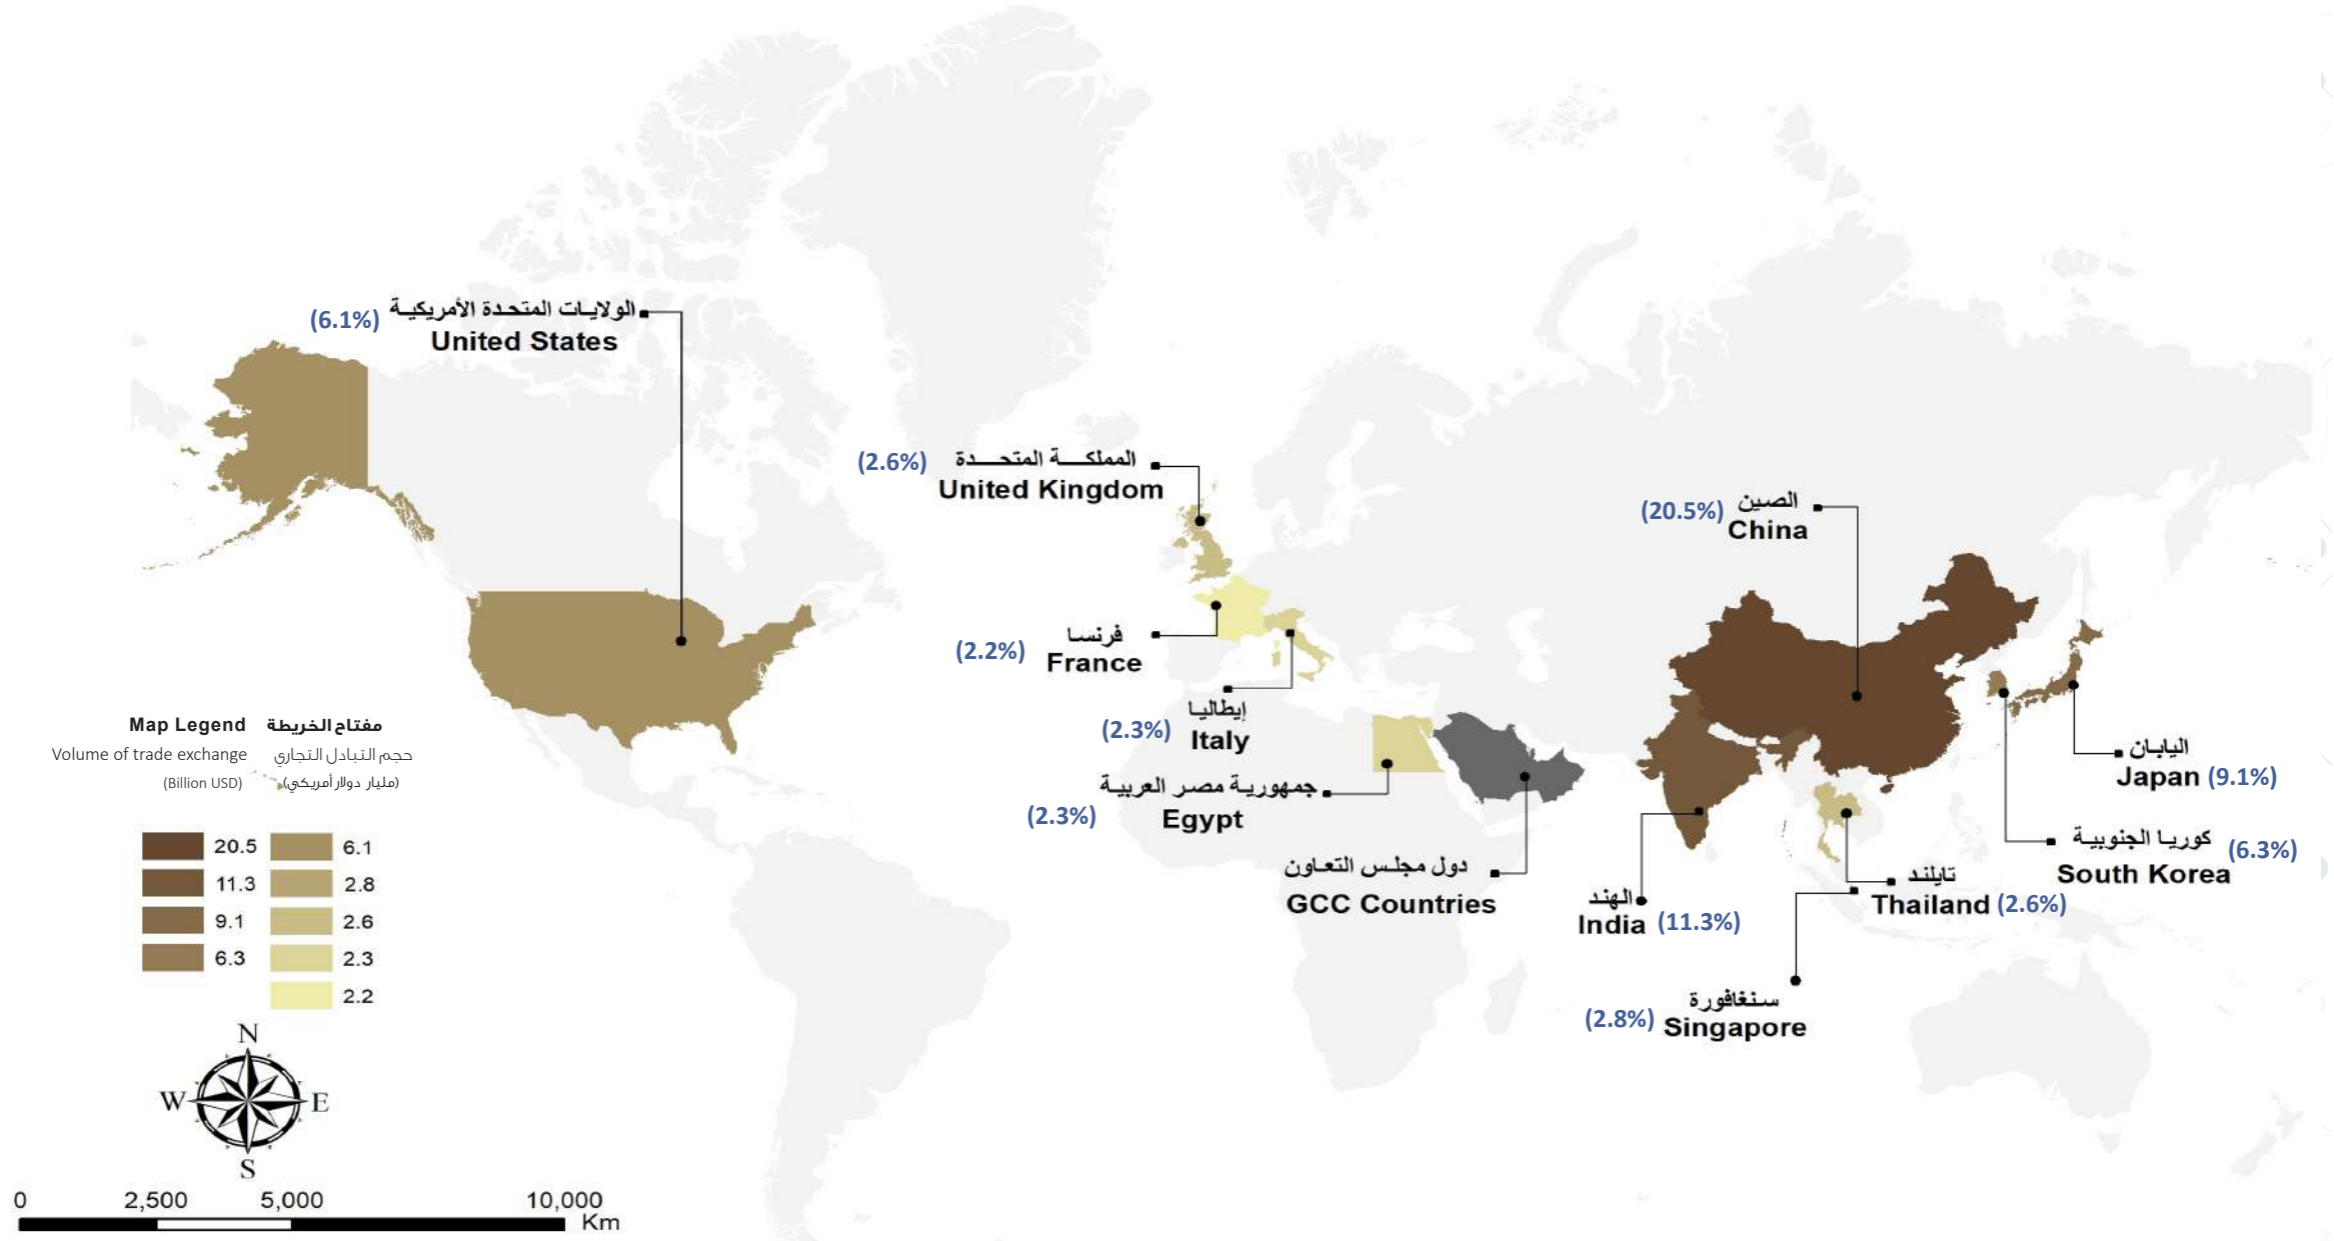 الولايات المتحدة الأمريكية
(6.1%)
United States
المملكة المتحدة
(2.6%)
United Kingdom
الصين
(20.5%)
China
فرنسا
(2.2%)
France
إيطاليا
(2.3%)
Italy
جمهورية مصر العربية
(2.3%)
Egypt
دول مجلس التعاون
GCC Countries
اليابان
Japan (9.1%)
كوريا الجنوبية
(6.3%)
South Korea
تايلند
Thailand (2.6%)
الهند
India (11.3%)
سنغافورة
(2.8%)
Singapore
Map Legend مفتاح الخريطة
Volume of trade exchange حجم التبادل التجاري
(Billion USD) (مليار دولار أمريكي)
20.5 6.1
11.3 2.8
9.1 2.6
6.3 2.3
2.2
N
W E
S
0 2,500 5,000 10,000
Km